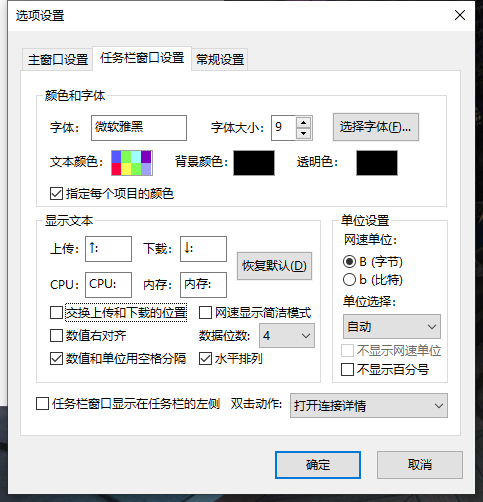 选项设置
主窗口设置 任务栏窗口设置 常规设置
颜色和字体
字体： 微软雅黑 字体大小： 9 选择字体(F)...
文本颜色： 背景颜色： 透明色：
指定每个项目的颜色
显示文本
上传： ↑: 下载： ↓:
恢复默认(D)
CPU： CPU: 内存： 内存:
交换上传和下载的位置 网速显示简洁模式
数值右对齐 数据位数： 4
数值和单位用空格分隔 水平排列
单位设置
网速单位：
B (字节)
b (比特)
单位选择：
自动
不显示网速单位
不显示百分号
任务栏窗口显示在任务栏的左侧 双击动作： 打开连接详情
确定 取消